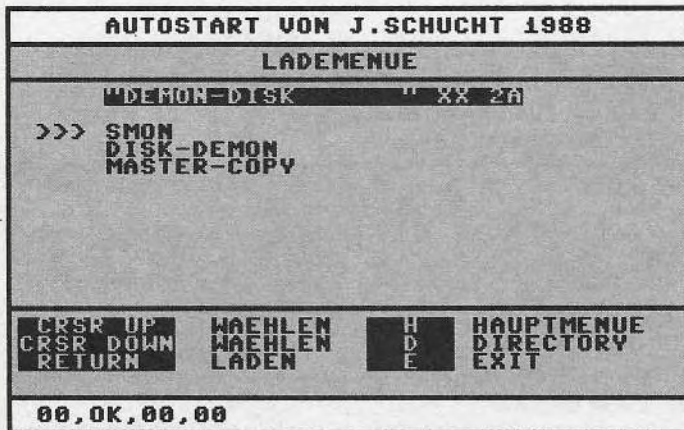 AUTOSTART VON J.SCHUCHT 1988
LADEMENUE
"DEMON-DISK " XX 2A
>>> SMON
DISK-DEMON
MASTER-COPY
CRSR UP WAEHLEN H HAUPTMENUE
CRSR DOWN WAEHLEN D DIRECTORY
RETURN LADEN E EXIT
00,OK,00,00